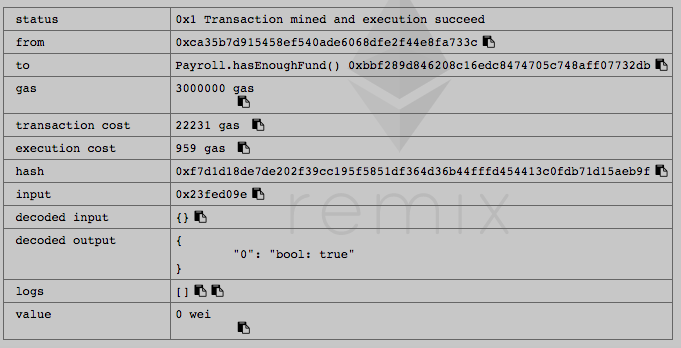 status 0x1 Transaction mined and execution succeed
from 0xca35b7d915458ef540ade6068dfe2f44e8fa733c
to Payroll.hasEnoughFund() 0xbbf289d846208c16edc8474705c748aff07732db
gas 3000000 gas
transaction cost 22231 gas
execution cost 959 gas
hash 0xf7d1d18de7de202f39cc195f5851df364d36b44fffd454413c0fdb71d15aeb9f
input 0x23fed09e
decoded input {}
decoded output {
"0": "bool: true"
}
logs []
value 0 wei
remix